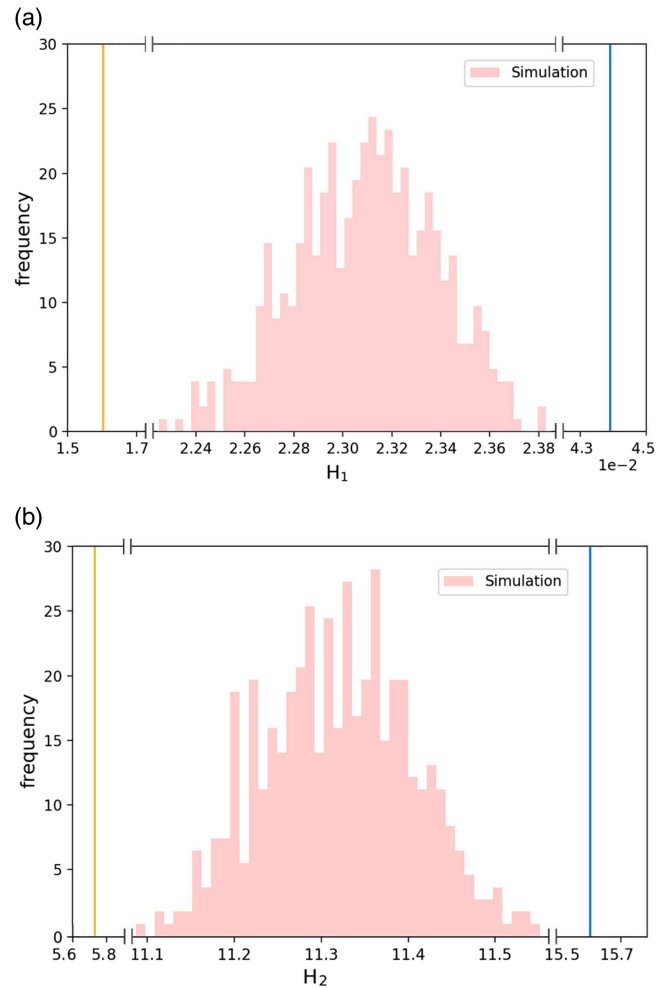 (a)
30
25
20
15
10
5
0
frequency
Simulation
1.5 1.7 2.24 2.26 2.28 2.30 2.32 2.34 2.36 2.38 4.3 4.5
1e−2
H₁
(b)
30
25
20
15
10
5
0
frequency
Simulation
5.6 5.8 11.1 11.2 11.3 11.4 11.5 15.5 15.7
H₂